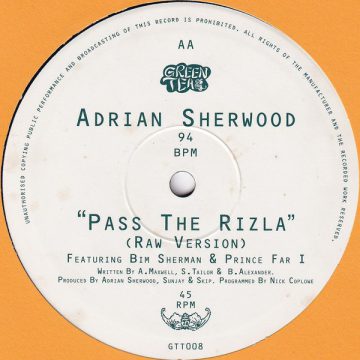 UNAUTHORISED COPYING PUBLIC PERFORMANCE AND BROADCASTING OF THIS RECORD IS PROHIBITED. ALL RIGHTS OF THE MANUFACTURER AND THE RECORDED WORK RESERVED
AA
GREEN TEA
ADRIAN SHERWOOD
94
BPM
"PASS THE RIZLA"
(RAW VERSION)
FEATURING BIM SHERMAN & PRINCE FAR I
WRITTEN BY A.MAXWELL, S.TAILOR & B.ALEXANDER.
PRODUCED BY ADRIAN SHERWOOD, SUNJAY & SKIP. PROGRAMMED BY NICK COPLOWE
45
RPM
GTT008